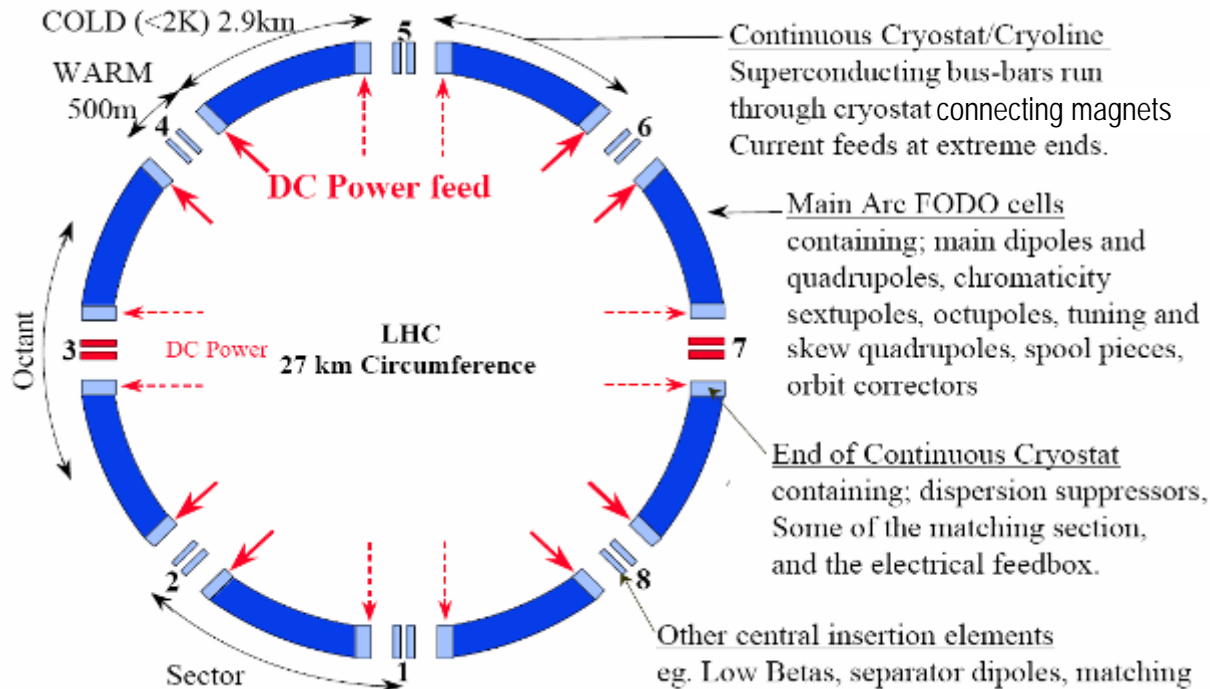 COLD (<2K) 2.9km
WARM
500m
5
4
6
Continuous Cryostat/Cryoline
Superconducting bus-bars run
through cryostat connecting magnets
Current feeds at extreme ends.
DC Power feed
Main Arc FODO cells
containing; main dipoles and
quadrupoles, chromaticity
sextupoles, octupoles, tuning and
skew quadrupoles, spool pieces,
orbit correctors
Octant
3
DC Power
LHC
27 km Circumference
7
End of Continuous Cryostat
containing; dispersion suppressors,
Some of the matching section,
and the electrical feedbox.
2
8
1
Sector
Other central insertion elements
eg. Low Betas, separator dipoles, matching